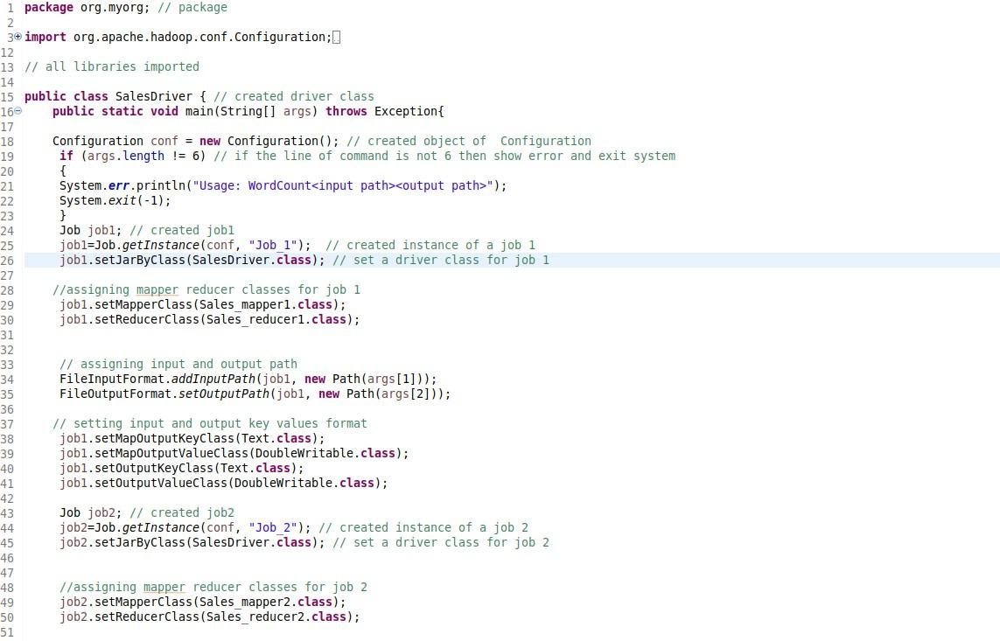 1 package org.myorg; // package
2
3 import org.apache.hadoop.conf.Configuration;
12
13 // all libraries imported
14
15 public class SalesDriver { // created driver class
16 public static void main(String[] args) throws Exception{
17
18 Configuration conf = new Configuration(); // created object of  Configuration
19 if (args.length != 6) // if the line of command is not 6 then show error and exit system
20 {
21 System.err.println("Usage: WordCount<input path><output path>");
22 System.exit(-1);
23 }
24 Job job1; // created job1
25 job1=Job.getInstance(conf, "Job_1");  // created instance of a job 1
26 job1.setJarByClass(SalesDriver.class); // set a driver class for job 1
27
28 //assigning mapper reducer classes for job 1
29 job1.setMapperClass(Sales_mapper1.class);
30 job1.setReducerClass(Sales_reducer1.class);
31
32
33 // assigning input and output path
34 FileInputFormat.addInputPath(job1, new Path(args[1]));
35 FileOutputFormat.setOutputPath(job1, new Path(args[2]));
36
37 // setting input and output key values format
38 job1.setMapOutputKeyClass(Text.class);
39 job1.setMapOutputValueClass(DoubleWritable.class);
40 job1.setOutputKeyClass(Text.class);
41 job1.setOutputValueClass(DoubleWritable.class);
42
43 Job job2; // created job2
44 job2=Job.getInstance(conf, "Job_2"); // created instance of a job 2
45 job2.setJarByClass(SalesDriver.class); // set a driver class for job 2
46
47
48 //assigning mapper reducer classes for job 2
49 job2.setMapperClass(Sales_mapper2.class);
50 job2.setReducerClass(Sales_reducer2.class);
51